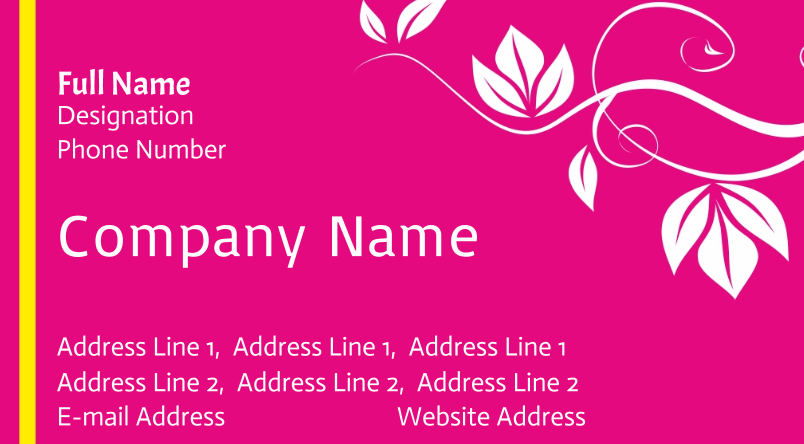 Full Name
Designation
Phone Number
Company Name
Address Line 1, Address Line 1, Address Line 1
Address Line 2, Address Line 2, Address Line 2
E-mail Address Website Address